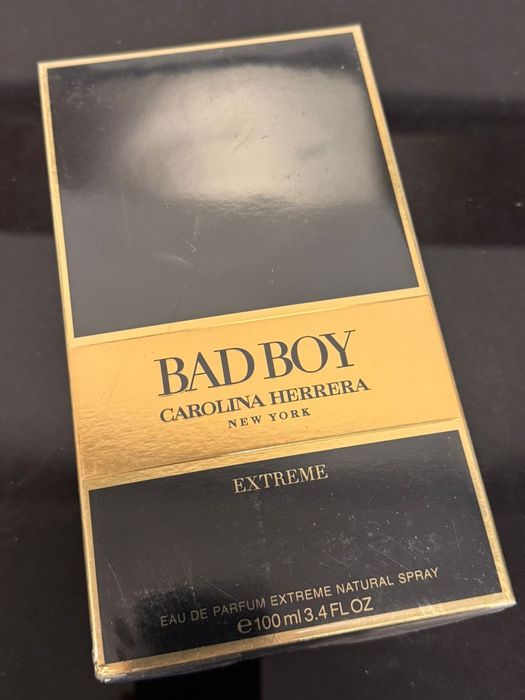 BAD BOY
CAROLINA HERRERA
NEW YORK
EXTREME
EAU DE PARFUM EXTREME NATURAL SPRAY
℮100 ml 3.4 FL OZ